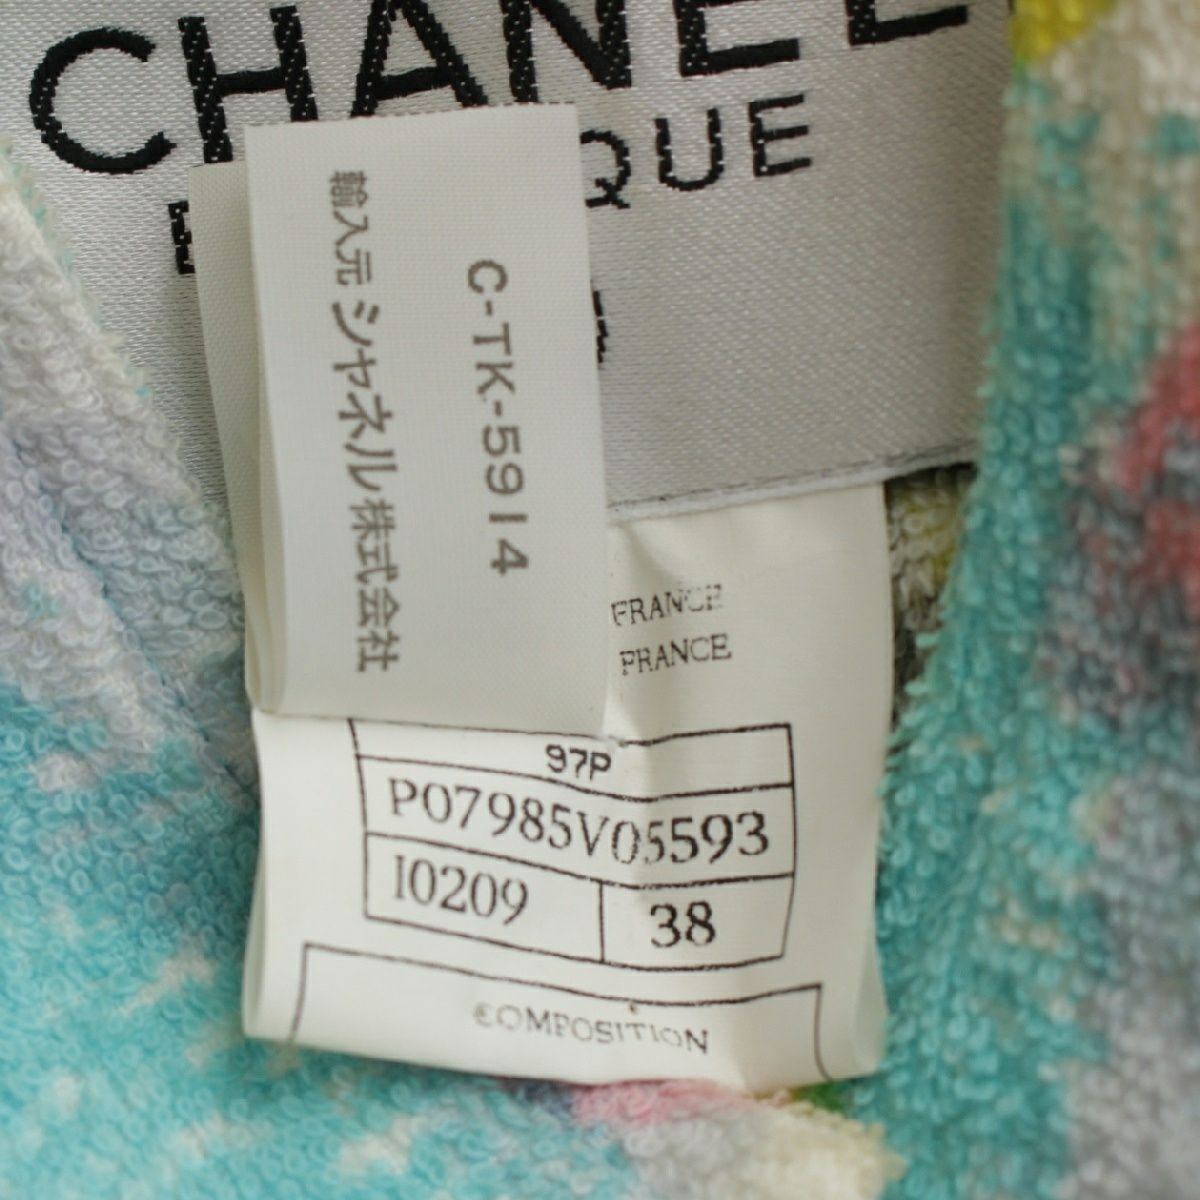 CHANEL
QUE
輸入元 シャネル株式会社
C-TK-5914
FRANCE
FRANCE
97P
P07985V05593
I0209
38
COMPOSITION